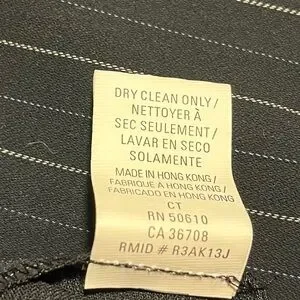 DRY CLEAN ONLY /
NETTOYER À
SEC SEULEMENT /
LAVAR EN SECO
SOLAMENTE
MADE IN HONG KONG /
FABRIQUE A HONG KONG /
FABRICADO EN HONG KONG
CT
RN 50610
CA 36708
RMID # R3AK13J